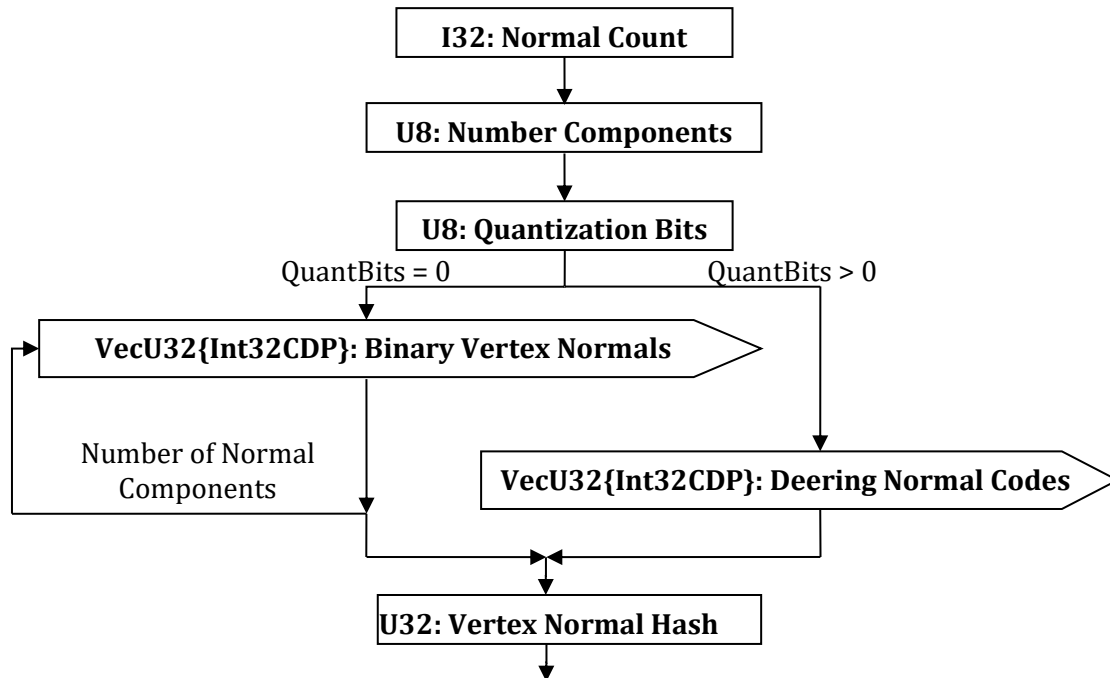 I32: Normal Count
U8: Number Components
U8: Quantization Bits
QuantBits = 0
QuantBits > 0
VecU32{Int32CDP}: Binary Vertex Normals
Number of Normal
Components
VecU32{Int32CDP}: Deering Normal Codes
U32: Vertex Normal Hash